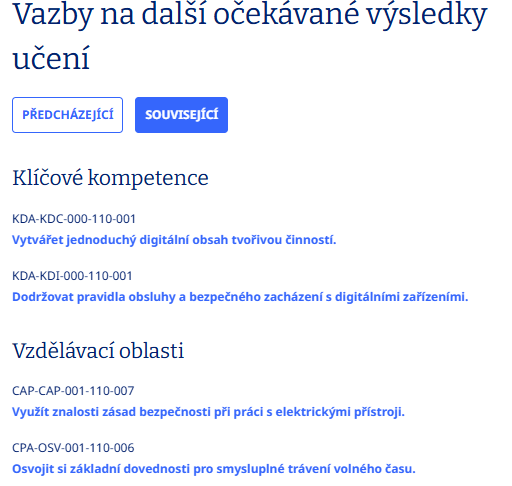 Vazby na další očekávané výsledky
učení
PŘEDCHÁZEJÍCÍ
SOUVISEJÍCÍ
Klíčové kompetence
KDA-KDC-000-110-001
Vytvářet jednoduchý digitální obsah tvořivou činností.
KDA-KDI-000-110-001
Dodržovat pravidla obsluhy a bezpečného zacházení s digitálními zařízeními.
Vzdělávací oblasti
CAP-CAP-001-110-007
Využít znalosti zásad bezpečnosti při práci s elektrickými přístroji.
CPA-OSV-001-110-006
Osvojit si základní dovednosti pro smysluplné trávení volného času.